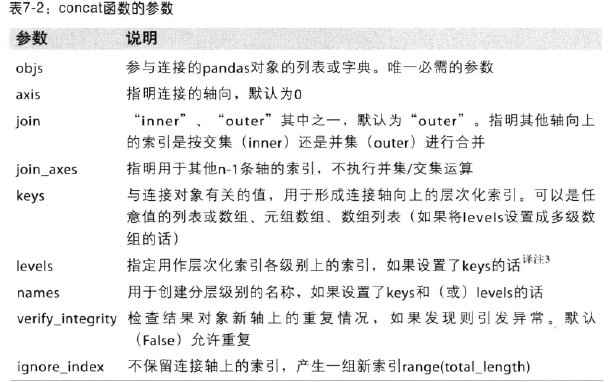 表7-2：concat函数的参数
参数 说明
objs 参与连接的pandas对象的列表或字典。唯一必需的参数
axis 指明连接的轴向，默认为0
join “inner”、“outer”其中之一，默认为“outer”。指明其他轴向上
的索引是按交集（inner）还是并集（outer）进行合并
join_axes 指明用于其他n-1条轴的索引，不执行并集/交集运算
keys 与连接对象有关的值，用于形成连接轴向上的层次化索引。可以是任
意值的列表或数组、元组数组、数组列表（如果将levels设置成多级数
组的话）
levels 指定用作层次化索引各级别上的索引，如果设置了keys的话译注3
names 用于创建分层级别的名称，如果设置了keys和（或）levels的话
verify_integrity 检查结果对象新轴上的重复情况，如果发现则引发异常。默认
（False）允许重复
ignore_index 不保留连接轴上的索引，产生一组新索引range(total_length)